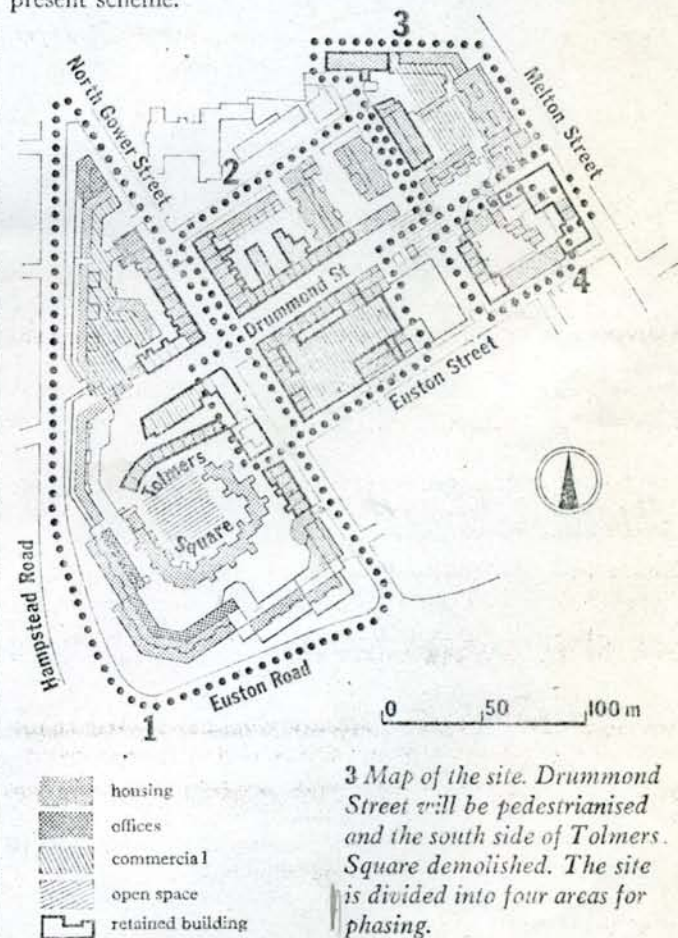 present scheme.
3
Melton Street
North Gower Street
2
Drummond St
4
Euston Street
Tolmers
Square
Hampstead Road
Euston Road
1
0 50 100 m
housing
offices
commercial
open space
retained building
3 Map of the site. Drummond
Street will be pedestrianised
and the south side of Tolmers
Square demolished. The site
is divided into four areas for
phasing.